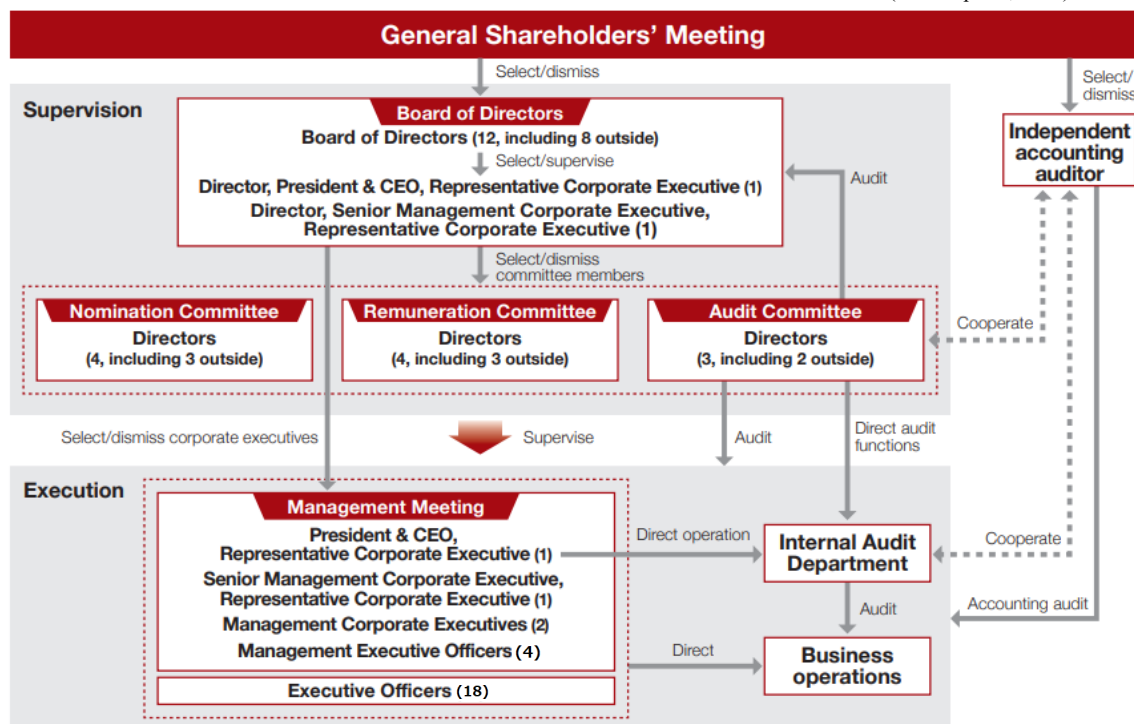 General Shareholders' Meeting
Select/dismiss
Select/
dismiss
Supervision
Board of Directors
Board of Directors (12, including 8 outside)
Select/supervise
Director, President & CEO, Representative Corporate Executive (1)
Director, Senior Management Corporate Executive,
Representative Corporate Executive (1)
Audit
Independent
accounting
auditor
Select/dismiss
committee members
Nomination Committee
Directors
(4, including 3 outside)
Remuneration Committee
Directors
(4, including 3 outside)
Audit Committee
Directors
(3, including 2 outside)
Cooperate
Select/dismiss corporate executives
Supervise
Audit
Direct audit
functions
Execution
Management Meeting
President & CEO,
Representative Corporate Executive (1)
Senior Management Corporate Executive,
Representative Corporate Executive (1)
Management Corporate Executives (2)
Management Executive Officers (4)
Executive Officers (18)
Direct operation
Internal Audit
Department
Cooperate
Audit
Accounting audit
Direct
Business
operations